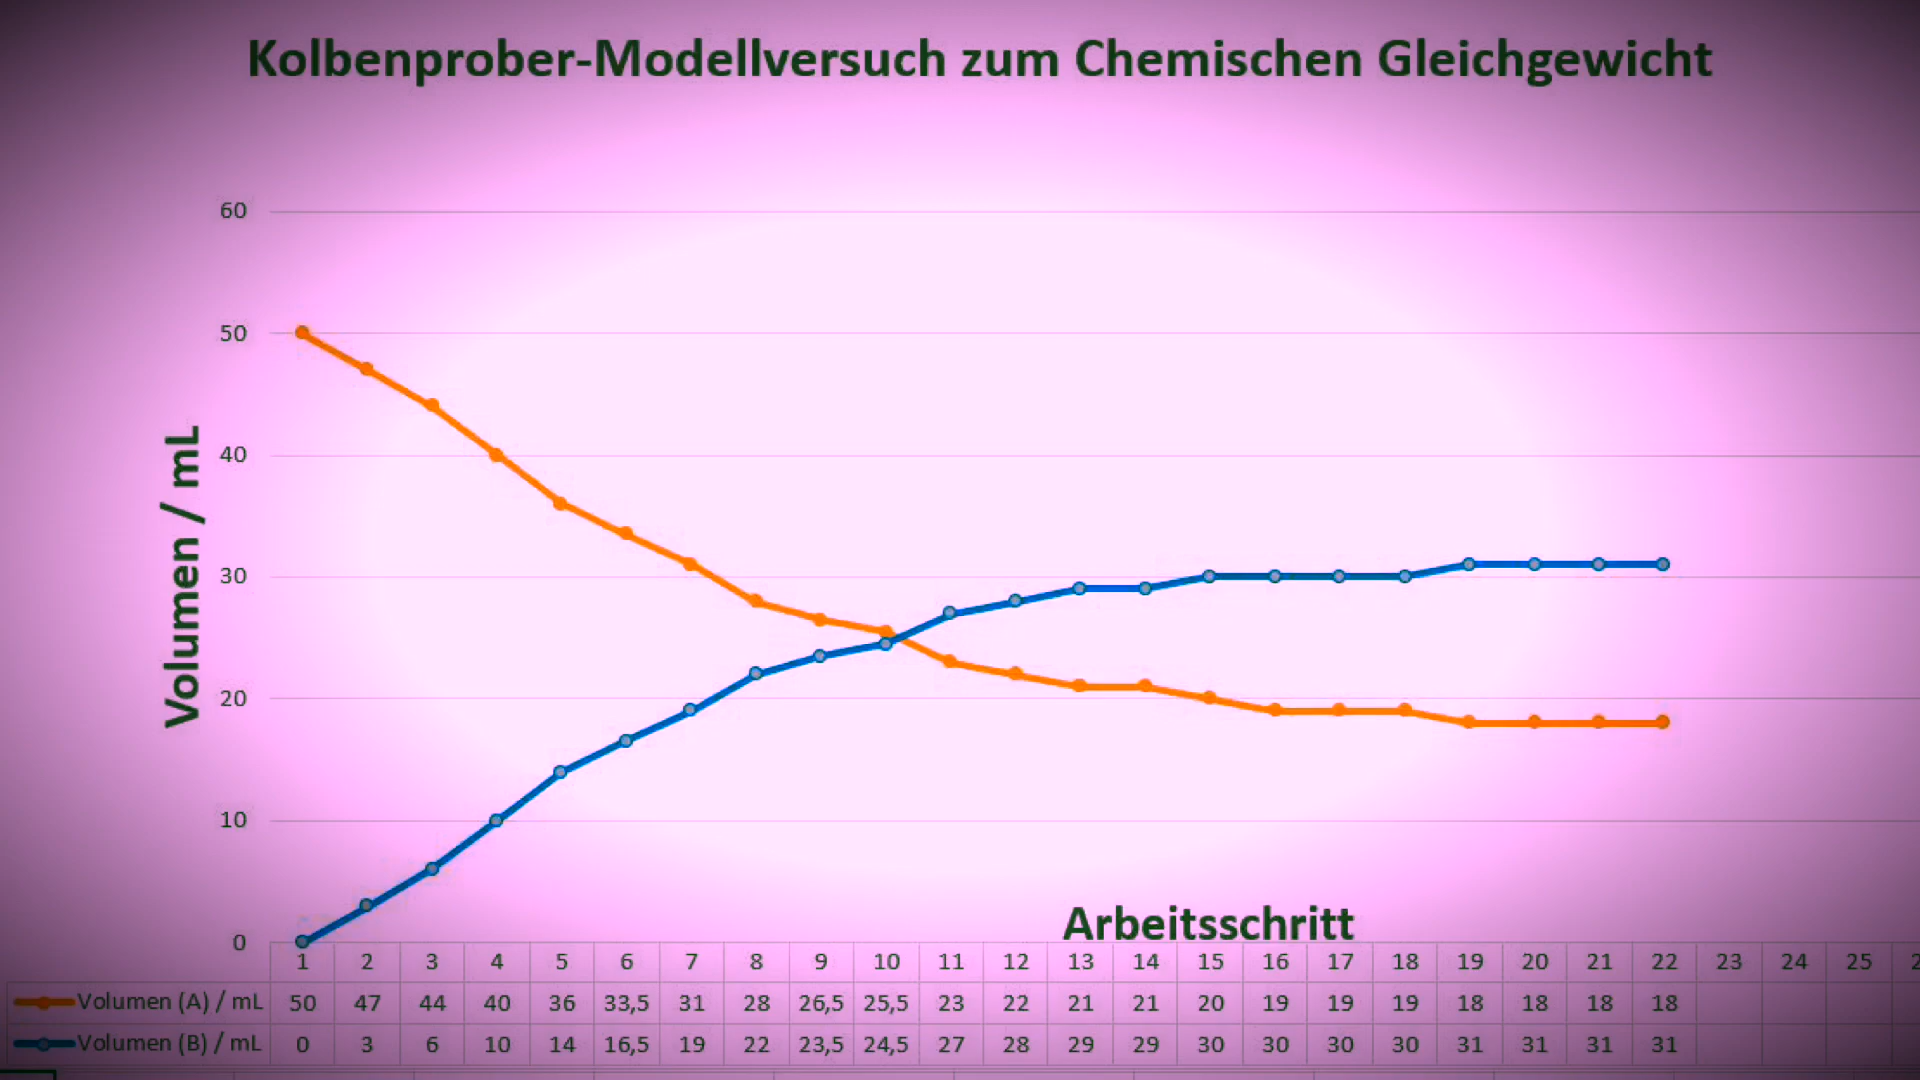 Kolbenprober-Modellversuch zum Chemischen Gleichgewicht
60
50
40
30
20
10
0
Volumen / mL
Arbeitsschritt
1 2 3 4 5 6 7 8 9 10 11 12 13 14 15 16 17 18 19 20 21 22 23 24 25
Volumen (A) / mL 50 47 44 40 36 33,5 31 28 26,5 25,5 23 22 21 21 20 19 19 19 18 18 18 18
Volumen (B) / mL 0 3 6 10 14 16,5 19 22 23,5 24,5 27 28 29 29 30 30 30 30 31 31 31 31